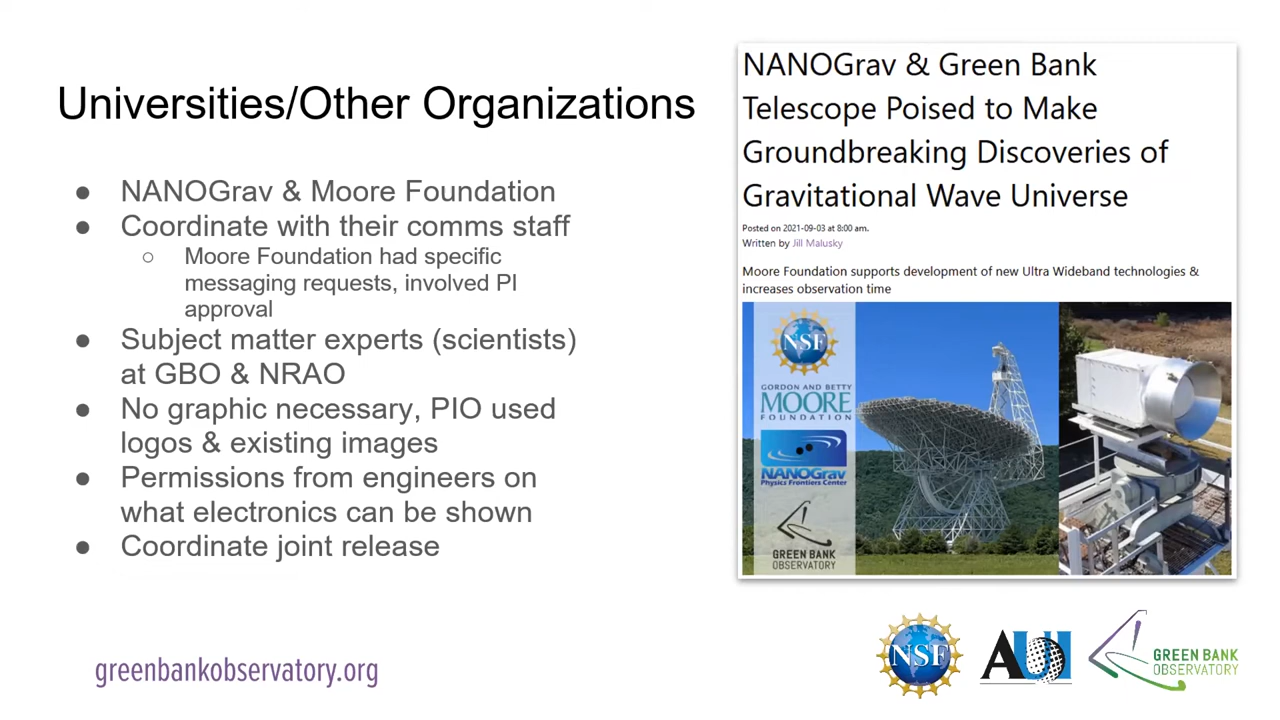 Universities/Other Organizations
● NANOGrav & Moore Foundation
● Coordinate with their comms staff
○ Moore Foundation had specific
messaging requests, involved PI
approval
● Subject matter experts (scientists)
at GBO & NRAO
● No graphic necessary, PIO used
logos & existing images
● Permissions from engineers on
what electronics can be shown
● Coordinate joint release
NANOGrav & Green Bank
Telescope Poised to Make
Groundbreaking Discoveries of
Gravitational Wave Universe
Posted on 2021-09-03 at 8:00 am.
Written by Jill Malusky
Moore Foundation supports development of new Ultra Wideband technologies &
increases observation time
NSF
GORDON AND BETTY
MOORE
FOUNDATION
NANOGrav
Physics Frontiers Center
GREEN BANK
OBSERVATORY
greenbankobservatory.org
NSF
AUI
GREEN BANK
OBSERVATORY